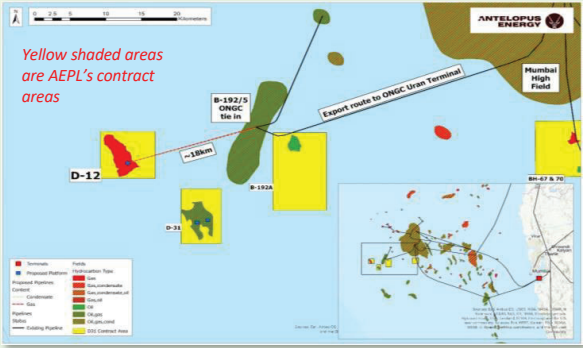 N
0 2.5 5 10 15 20
Kilometers
ANTELOPUS
ENERGY
Yellow shaded areas
are AEPL's contract
areas
Mumbai
High
Field
B-192/5
ONGC
tie in
Export route to ONGC Uran Terminal
~18km
D-12
B-192A
BH-67 & 70
D-31
Terminals
Proposed Platform
Proposed Pipelines
Content
Condensate
Gas
Pipelines
Status
Existing Pipeline
Fields
Hydrocarbon Type
Gas
Gas,condensate
Gas,condensate,oil
Gas,oil
Oil
Oil,gas
Oil,gas,cond
DSF Contract Area
Mumbai